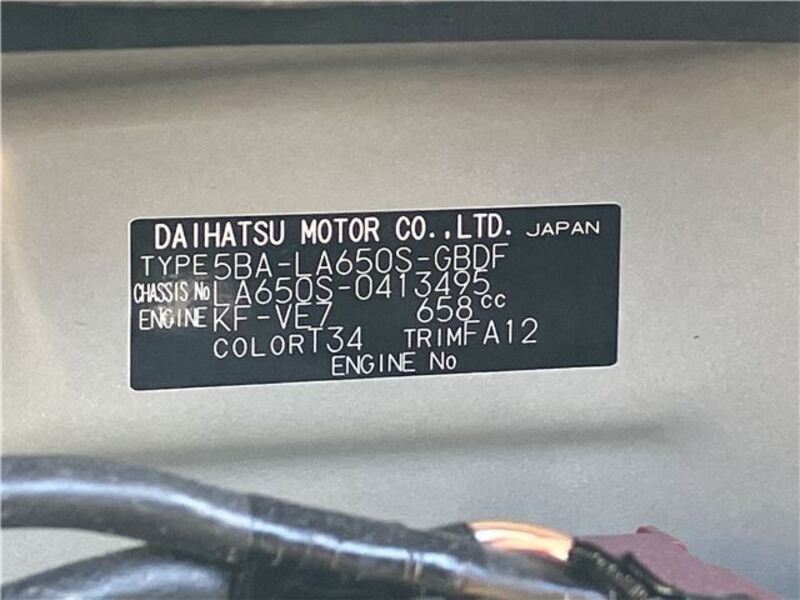 DAIHATSU MOTOR CO.,LTD. JAPAN
TYPE 5BA-LA650S-GBDF
CHASSIS No LA650S-0413495
ENGINE KF-VE7 658cc
COLOR T34 TRIM FA12
ENGINE No